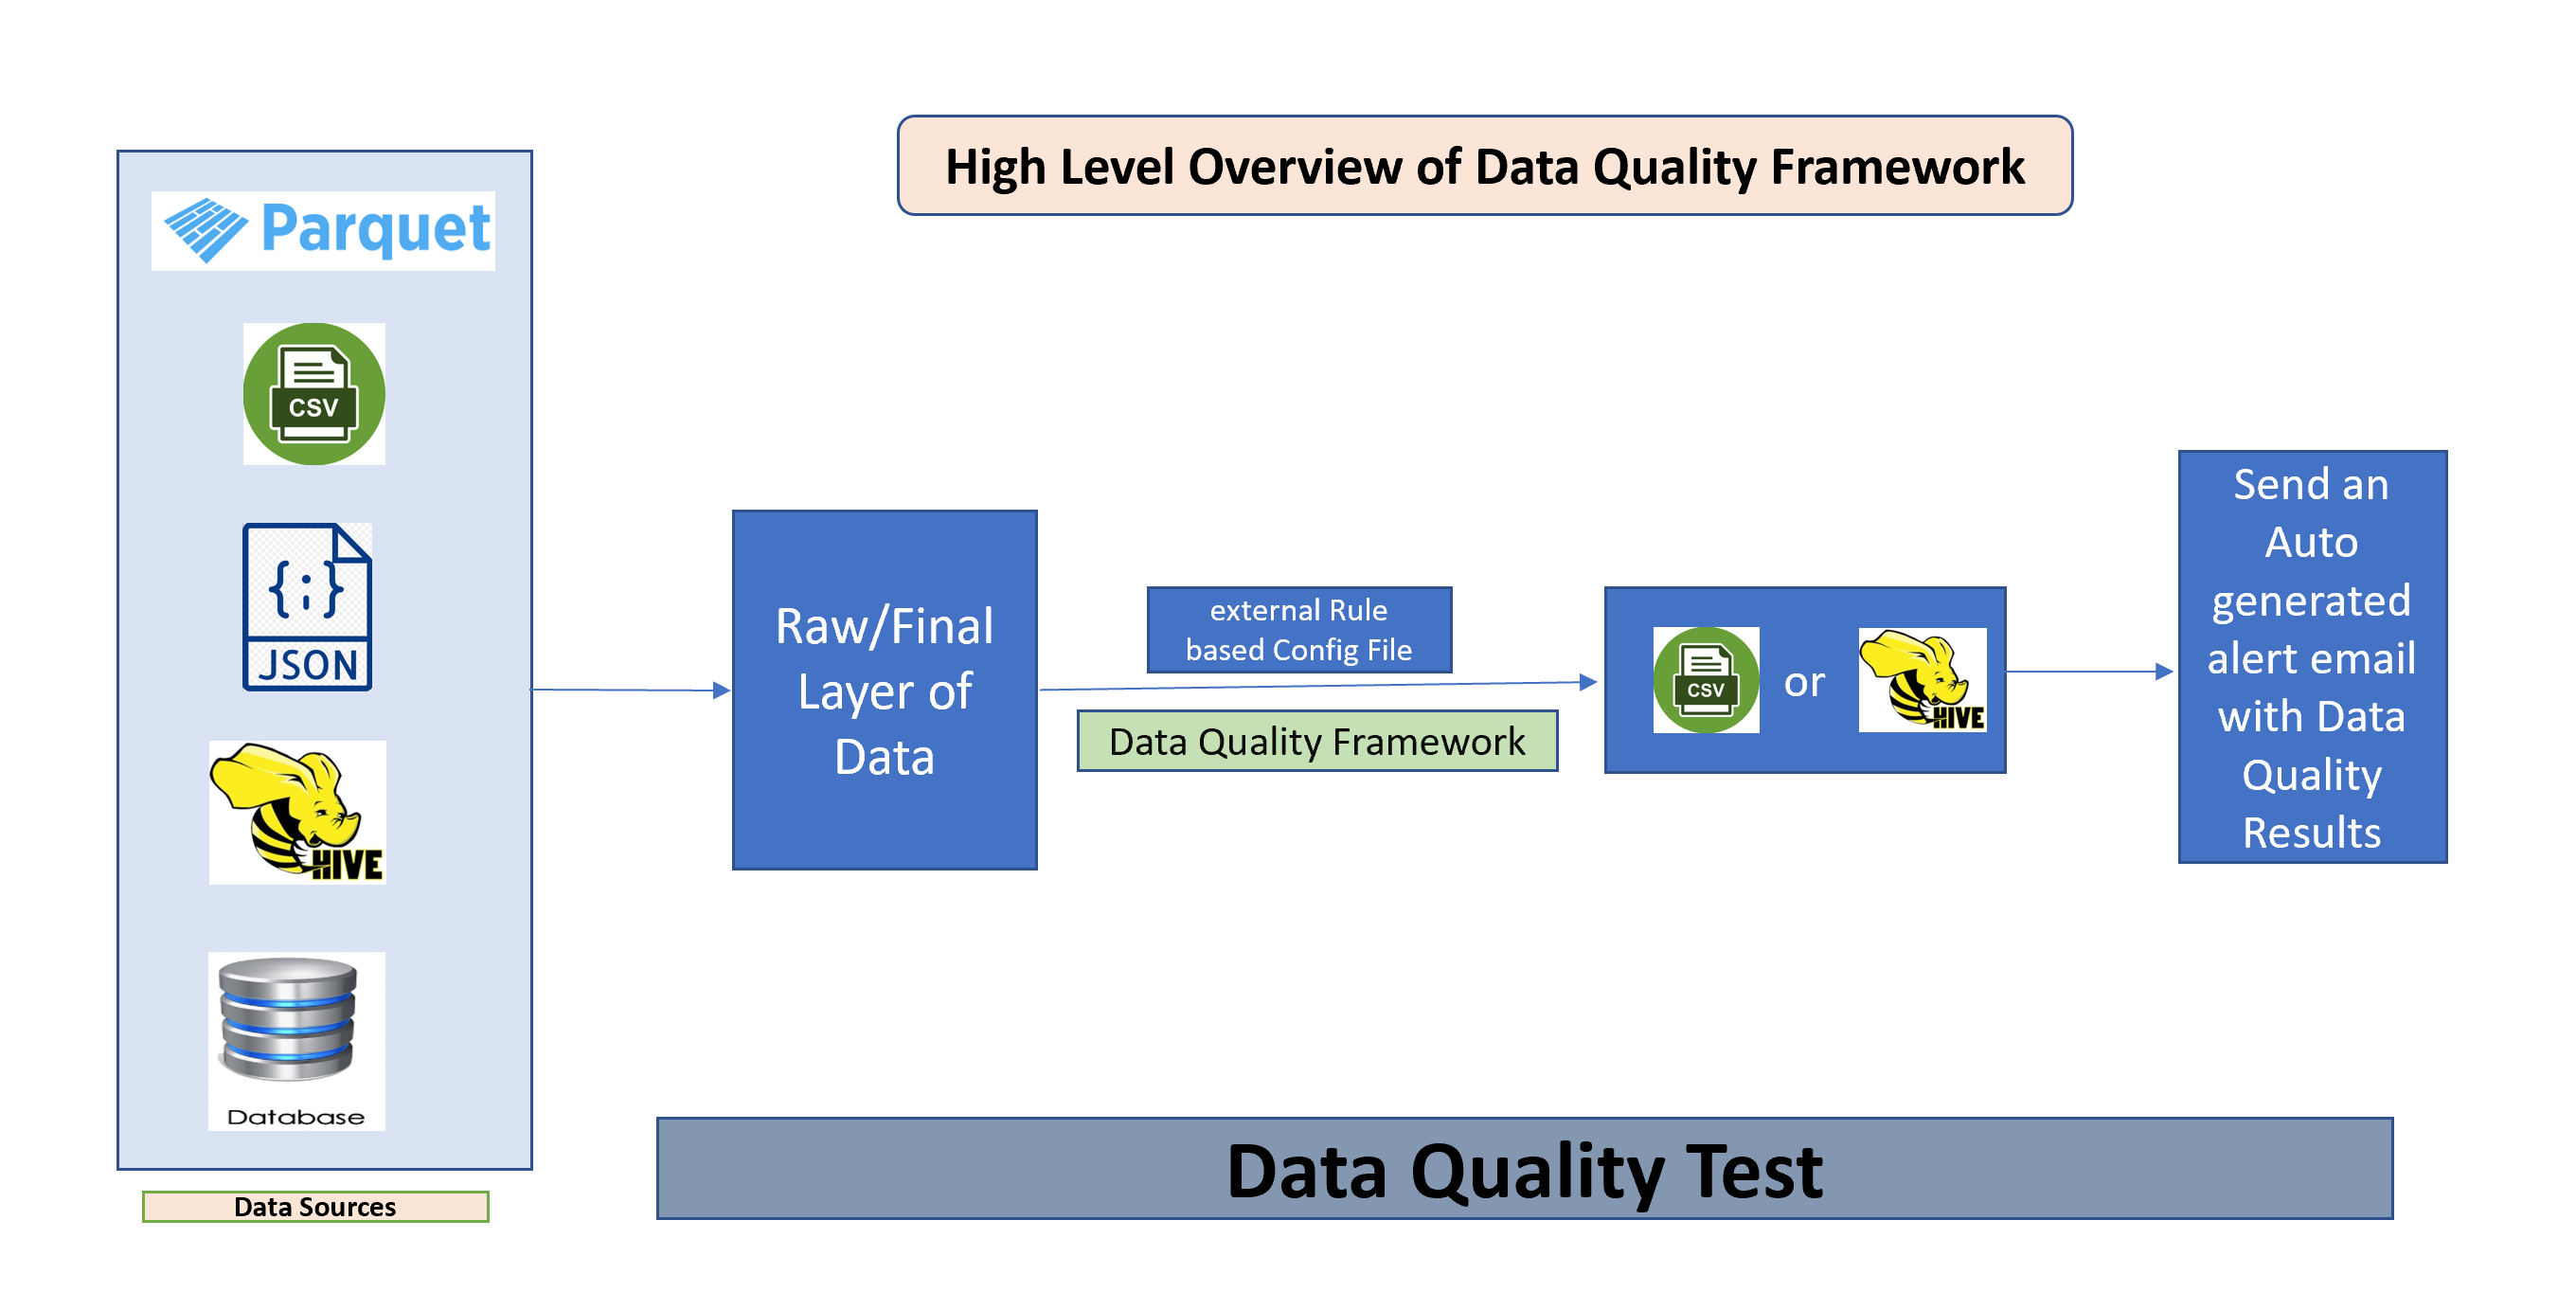 High Level Overview of Data Quality Framework
Parquet
CSV
{;}
JSON
HIVE
Database
Data Sources
Raw/Final
Layer of
Data
external Rule
based Config File
Data Quality Framework
CSV
or
HIVE
Send an
Auto
generated
alert email
with Data
Quality
Results
Data Quality Test